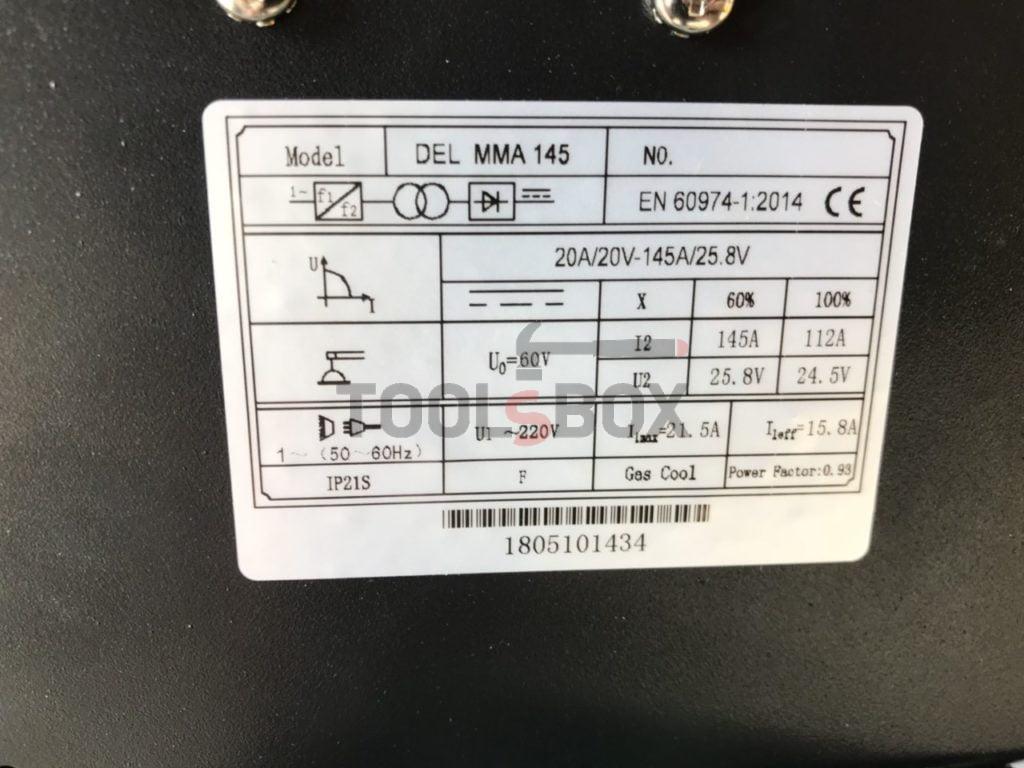 Model DEL MMA 145 NO.
1~ f1 f2 EN 60974-1:2014 CE
U I 20A/20V-145A/25.8V
X 60% 100%
U0=60V I2 145A 112A
U2 25.8V 24.5V
TOOLSBOX
1~ (50~60Hz) U1 ~220V I1max=21.5A I1eff=15.8A
IP21S F Gas Cool Power Factor:0.93
1805101434